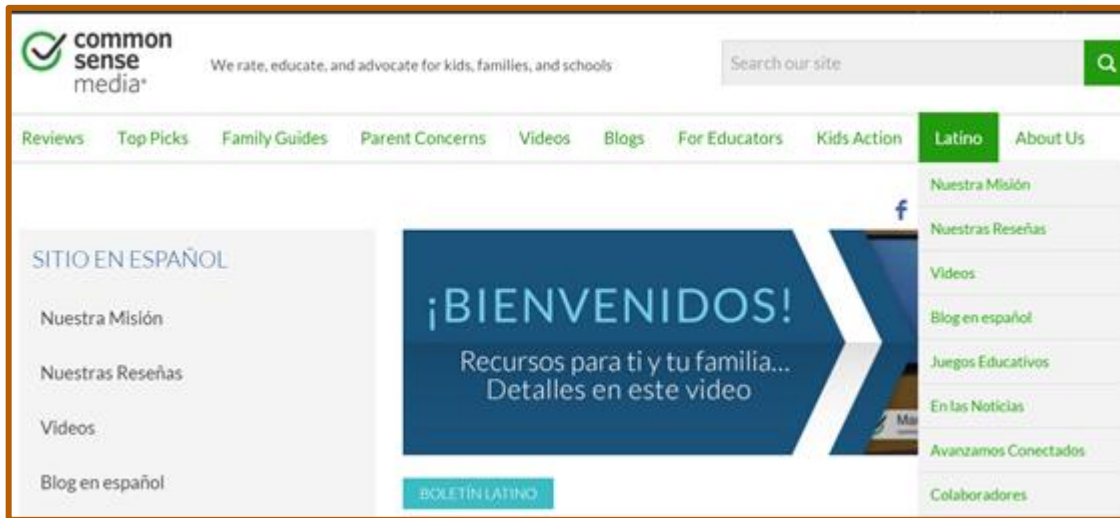 common
sense
media
We rate, educate, and advocate for kids, families, and schools
Search our site
Reviews Top Picks Family Guides Parent Concerns Videos Blogs For Educators Kids Action Latino About Us
Nuestra Misión
Nuestras Reseñas
Videos
Blog en español
Juegos Educativos
En las Noticias
Avanzamos Conectados
Colaboradores
f
SITIO EN ESPAÑOL
Nuestra Misión
Nuestras Reseñas
Videos
Blog en español
¡BIENVENIDOS!
Recursos para ti y tu familia...
Detalles en este video
BOLETÍN LATINO